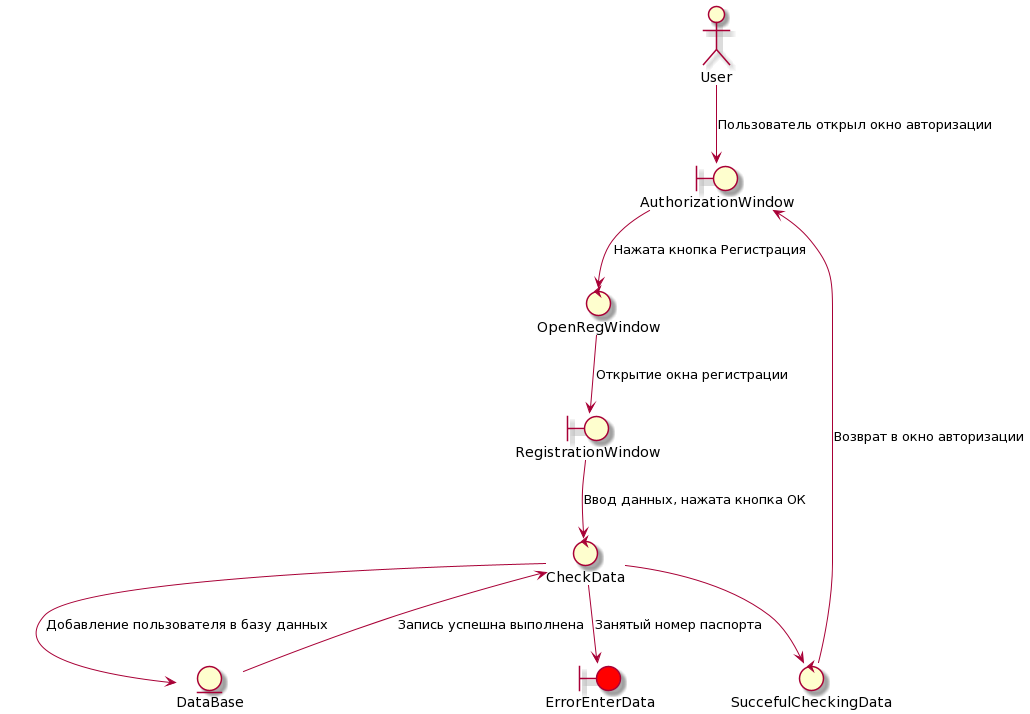 User
Пользователь открыл окно авторизации
AuthorizationWindow
Нажата кнопка Регистрация
OpenRegWindow
Открытие окна регистрации
RegistrationWindow
Возврат в окно авторизации
Ввод данных, нажата кнопка ОК
CheckData
Добавление пользователя в базу данных
Запись успешна выполнена
Занятый номер паспорта
DataBase
ErrorEnterData
SuccefulCheckingData